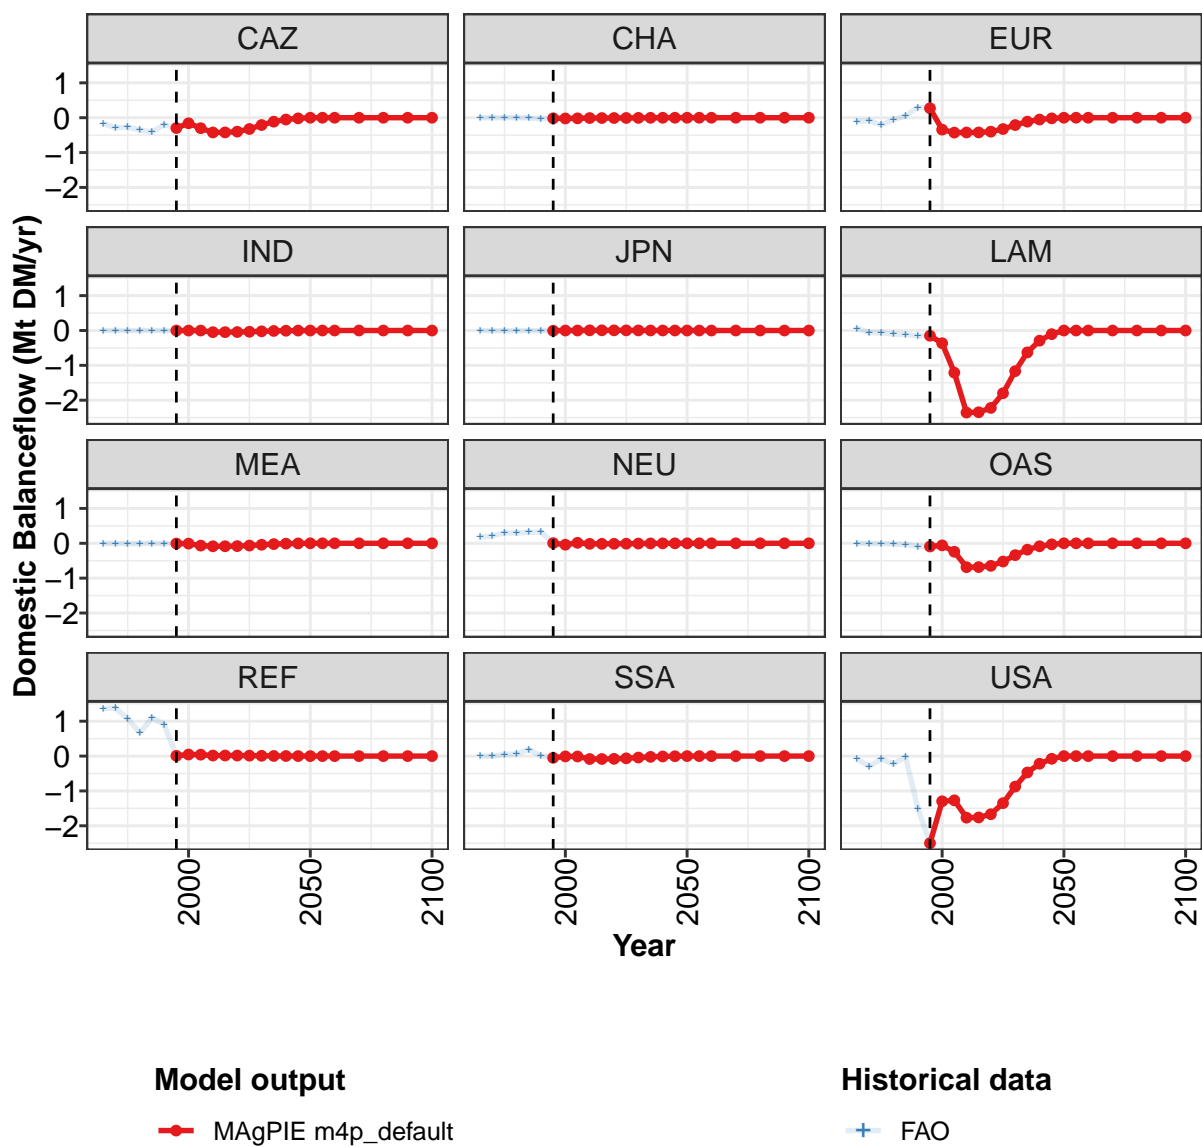 CAZ CHA EUR
1
0
−1
−2
IND JPN LAM
1
0
−1
−2
MEA NEU OAS
1
0
−1
−2
REF SSA USA
1
0
−1
−2
Domestic Balanceflow (Mt DM/yr)
2000 2050 2100 2000 2050 2100 2000 2050 2100
Year
Model output Historical data
MAgPIE m4p_default FAO